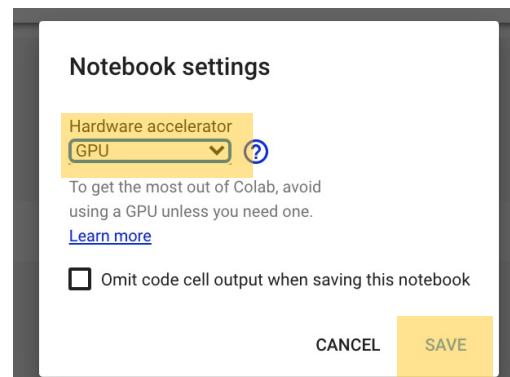 Notebook settings
Hardware accelerator
GPU
?
To get the most out of Colab, avoid
using a GPU unless you need one.
Learn more
Omit code cell output when saving this notebook
CANCEL SAVE